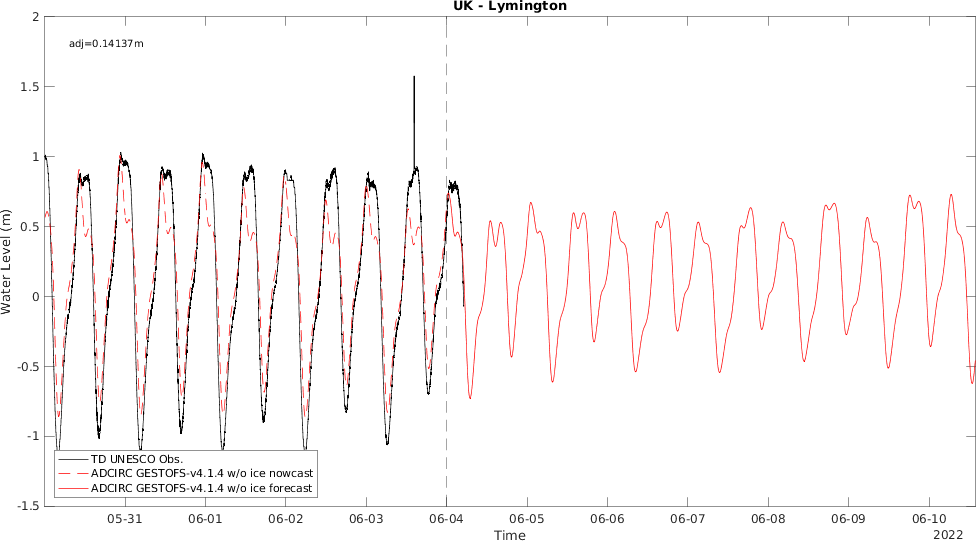 UK - Lymington
adj=0.14137m
2
1.5
1
0.5
0
-0.5
-1
-1.5
Water Level (m)
TD UNESCO Obs.
ADCIRC GESTOFS-v4.1.4 w/o ice nowcast
ADCIRC GESTOFS-v4.1.4 w/o ice forecast
05-31 06-01 06-02 06-03 06-04 06-05 06-06 06-07 06-08 06-09 06-10
Time
2022